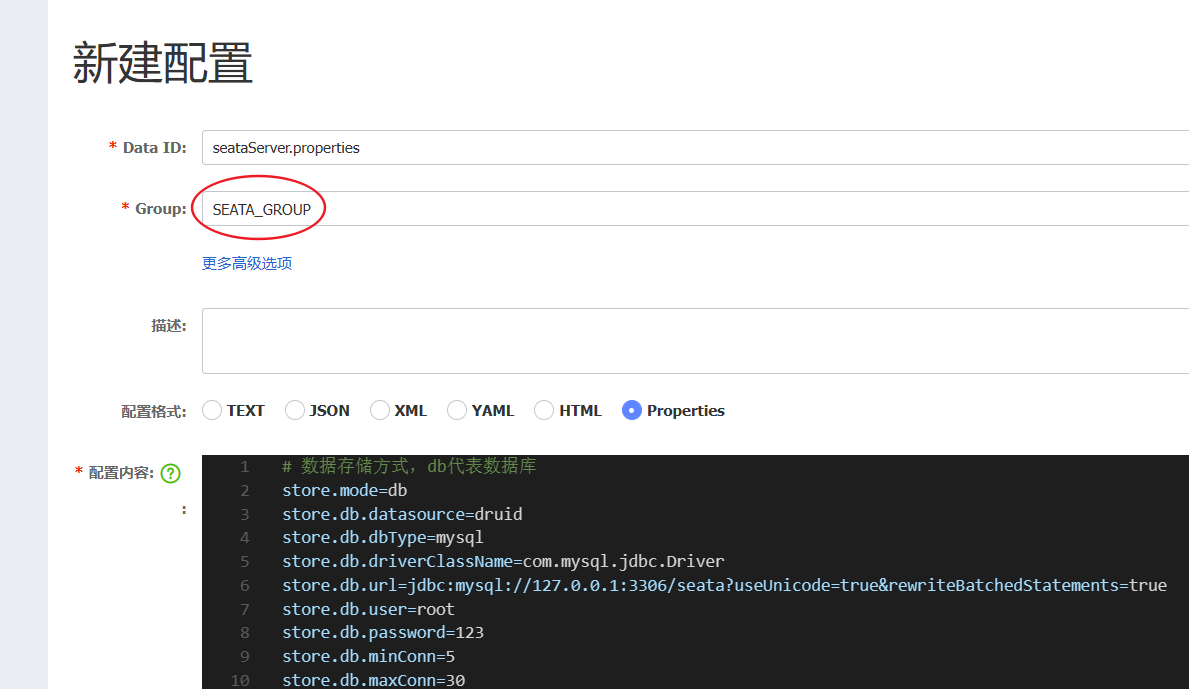 新建配置
* Data ID: seataServer.properties
* Group: SEATA_GROUP
更多高级选项
描述:
配置格式: TEXT JSON XML YAML HTML Properties
* 配置内容: ?
:
1 # 数据存储方式，db代表数据库
2 store.mode=db
3 store.db.datasource=druid
4 store.db.dbType=mysql
5 store.db.driverClassName=com.mysql.jdbc.Driver
6 store.db.url=jdbc:mysql://127.0.0.1:3306/seata?useUnicode=true&rewriteBatchedStatements=true
7 store.db.user=root
8 store.db.password=123
9 store.db.minConn=5
10 store.db.maxConn=30